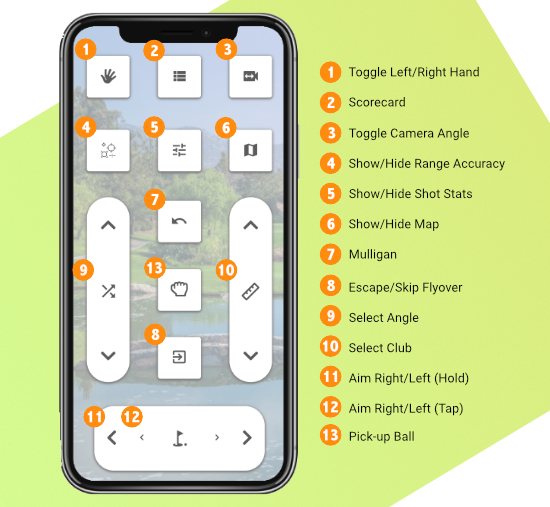 1
2
3
4
5
6
7
9
13
10
8
11
12
1 Toggle Left/Right Hand
2 Scorecard
3 Toggle Camera Angle
4 Show/Hide Range Accuracy
5 Show/Hide Shot Stats
6 Show/Hide Map
7 Mulligan
8 Escape/Skip Flyover
9 Select Angle
10 Select Club
11 Aim Right/Left (Hold)
12 Aim Right/Left (Tap)
13 Pick-up Ball